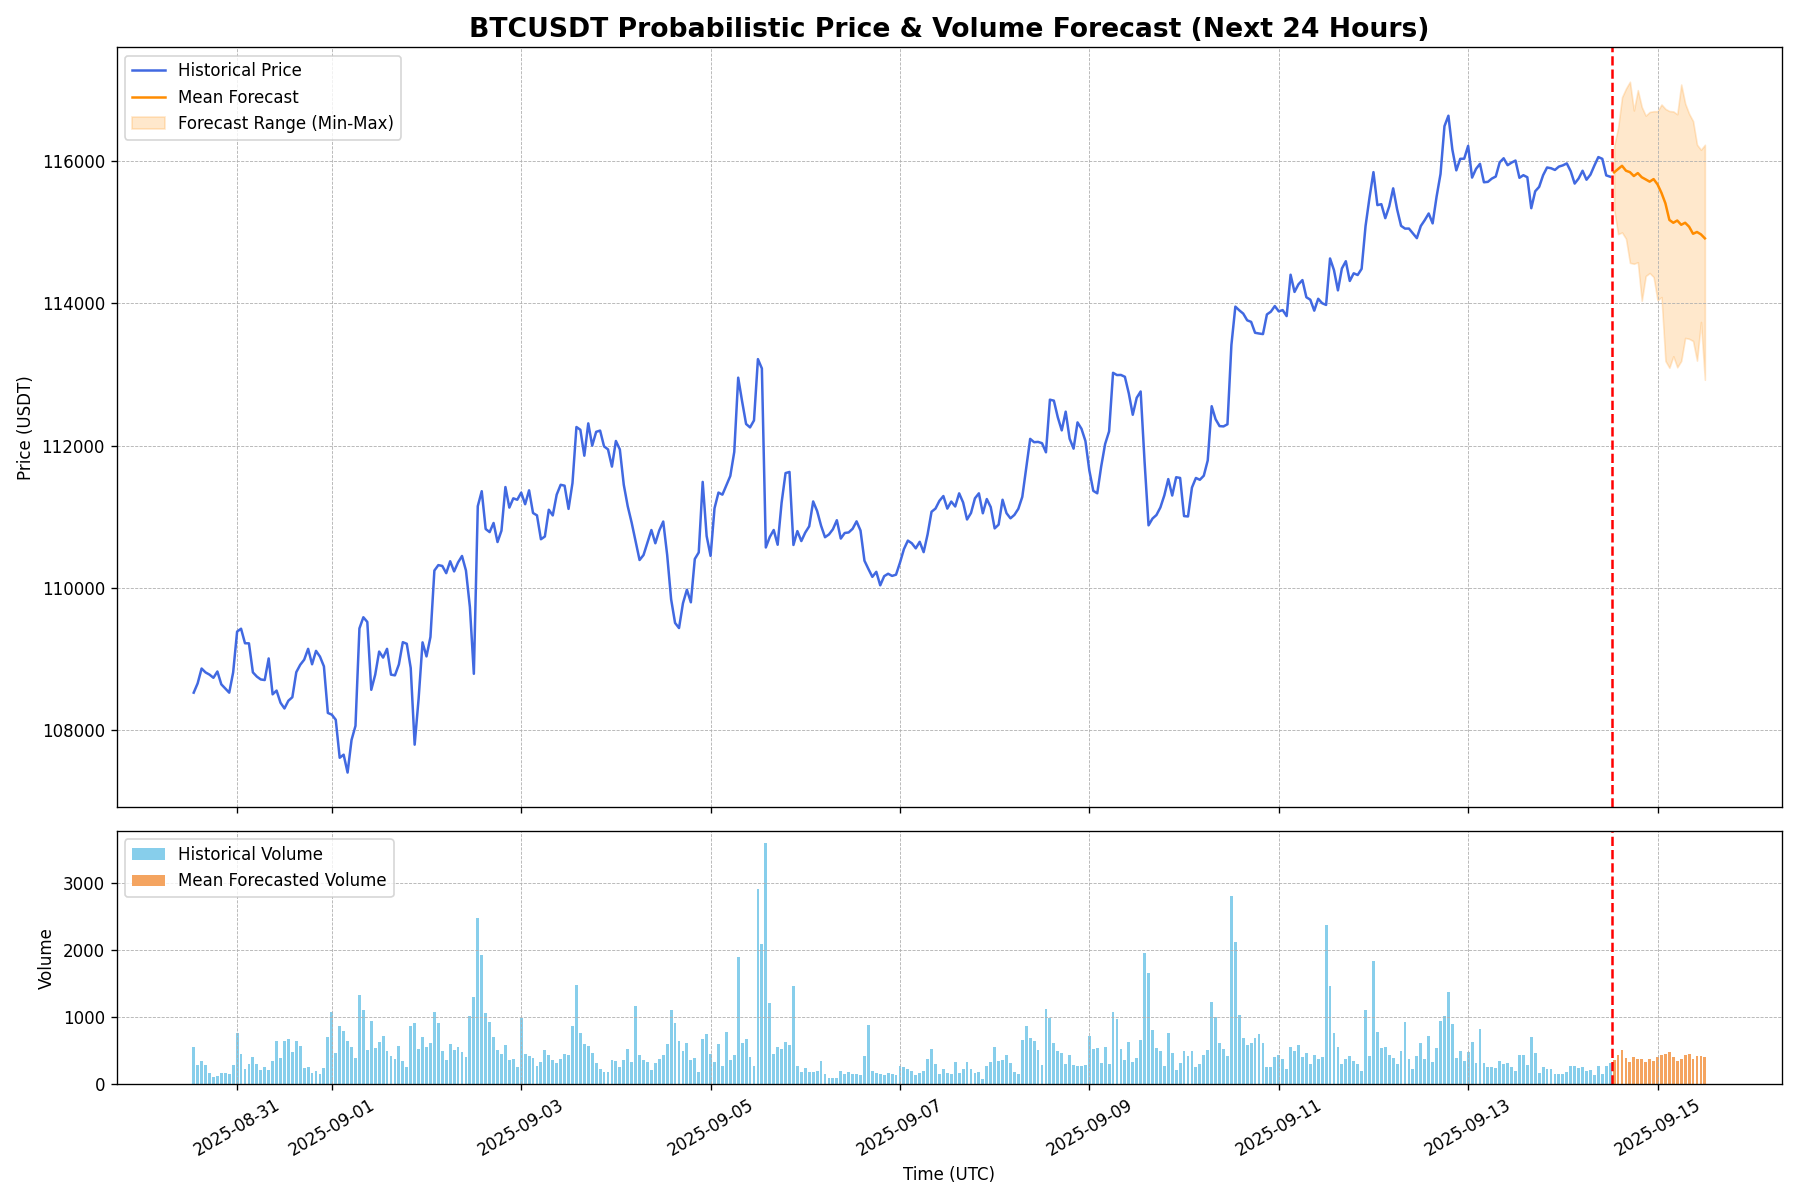 BTCUSDT Probabilistic Price & Volume Forecast (Next 24 Hours)
Historical Price
Mean Forecast
Forecast Range (Min-Max)
116000
114000
112000
110000
108000
Price (USDT)
Historical Volume
Mean Forecasted Volume
3000
2000
1000
0
Volume
2025-08-31
2025-09-01
2025-09-03
2025-09-05
2025-09-07
2025-09-09
2025-09-11
2025-09-13
2025-09-15
Time (UTC)